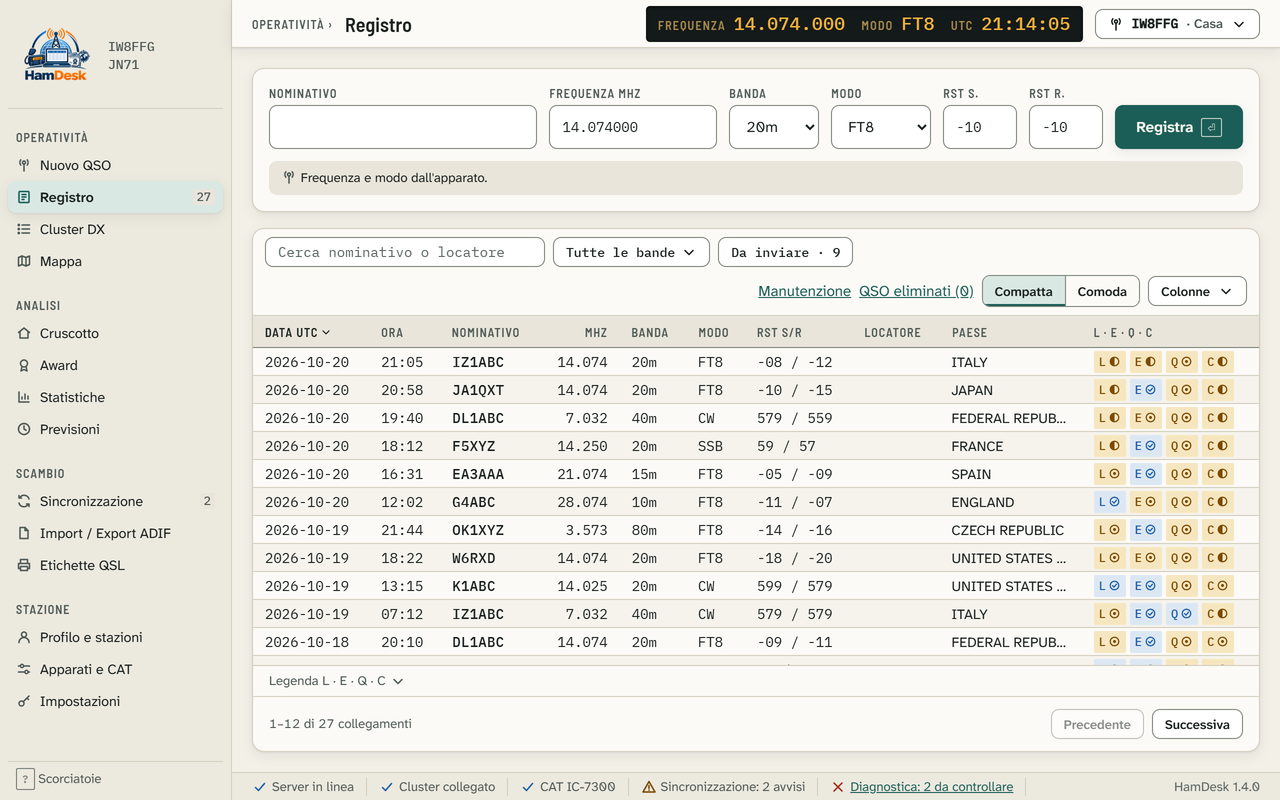 HamDesk
IW8FFG
JN71
OPERATIVITÀ
Nuovo QSO
Registro 27
Cluster DX
Mappa
ANALISI
Cruscotto
Award
Statistiche
Previsioni
SCAMBIO
Sincronizzazione 2
Import / Export ADIF
Etichette QSL
STAZIONE
Profilo e stazioni
Apparati e CAT
Impostazioni
? Scorciatoie
OPERATIVITÀ › Registro
FREQUENZA 14.074.000 MODO FT8 UTC 21:14:05
IW8FFG · Casa
NOMINATIVO FREQUENZA MHZ BANDA MODO RST S. RST R.
14.074000 20m FT8 -10 -10 Registra ⏎
Frequenza e modo dall'apparato.
Cerca nominativo o locatore Tutte le bande Da inviare · 9
Manutenzione QSO eliminati (0) Compatta Comoda Colonne
DATA UTC ORA NOMINATIVO MHZ BANDA MODO RST S/R LOCATORE PAESE L · E · Q · C
2026-10-20 21:05 IZ1ABC 14.074 20m FT8 -08 / -12 ITALY L E Q C
2026-10-20 20:58 JA1QXT 14.074 20m FT8 -10 / -15 JAPAN L E Q C
2026-10-20 19:40 DL1ABC 7.032 40m CW 579 / 559 FEDERAL REPUB... L E Q C
2026-10-20 18:12 F5XYZ 14.250 20m SSB 59 / 57 FRANCE L E Q C
2026-10-20 16:31 EA3AAA 21.074 15m FT8 -05 / -09 SPAIN L E Q C
2026-10-20 12:02 G4ABC 28.074 10m FT8 -11 / -07 ENGLAND L E Q C
2026-10-19 21:44 OK1XYZ 3.573 80m FT8 -14 / -16 CZECH REPUBLIC L E Q C
2026-10-19 18:22 W6RXD 14.074 20m FT8 -18 / -20 UNITED STATES ... L E Q C
2026-10-19 13:15 K1ABC 14.025 20m CW 599 / 579 UNITED STATES ... L E Q C
2026-10-19 07:12 IZ1ABC 7.032 40m CW 579 / 579 ITALY L E Q C
2026-10-18 20:10 DL1ABC 14.074 20m FT8 -09 / -11 FEDERAL REPUB... L E Q C
Legenda L · E · Q · C
1–12 di 27 collegamenti Precedente Successiva
Server in linea Cluster collegato CAT IC-7300 Sincronizzazione: 2 avvisi Diagnostica: 2 da controllare HamDesk 1.4.0